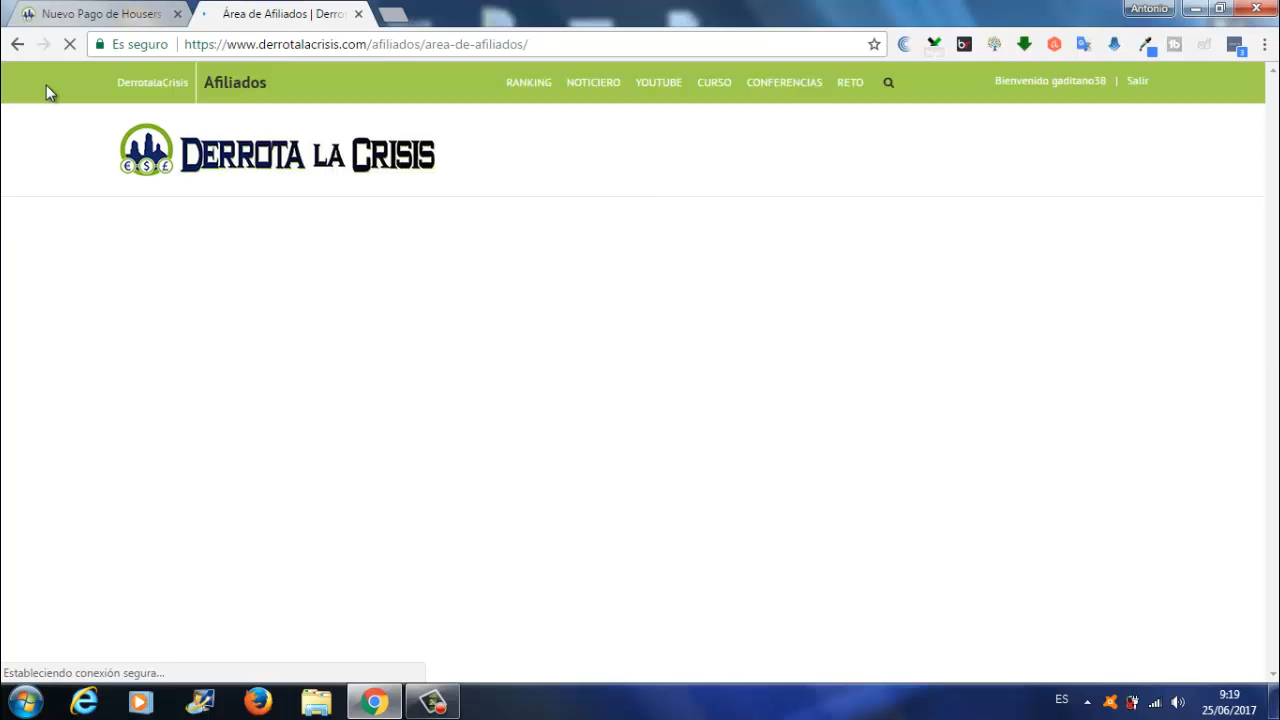 Nuevo Pago de Housers
Área de Afiliados | Derro
Antonio
Es seguro
https://www.derrotalacrisis.com/afiliados/area-de-afiliados/
3
DerrotalaCrisis
Afiliados
RANKING
NOTICIERO
YOUTUBE
CURSO
CONFERENCIAS
RETO
Bienvenido gaditano38 | Salir
DERROTA LA CRISIS
Estableciendo conexión segura...
ES
9:19
25/06/2017